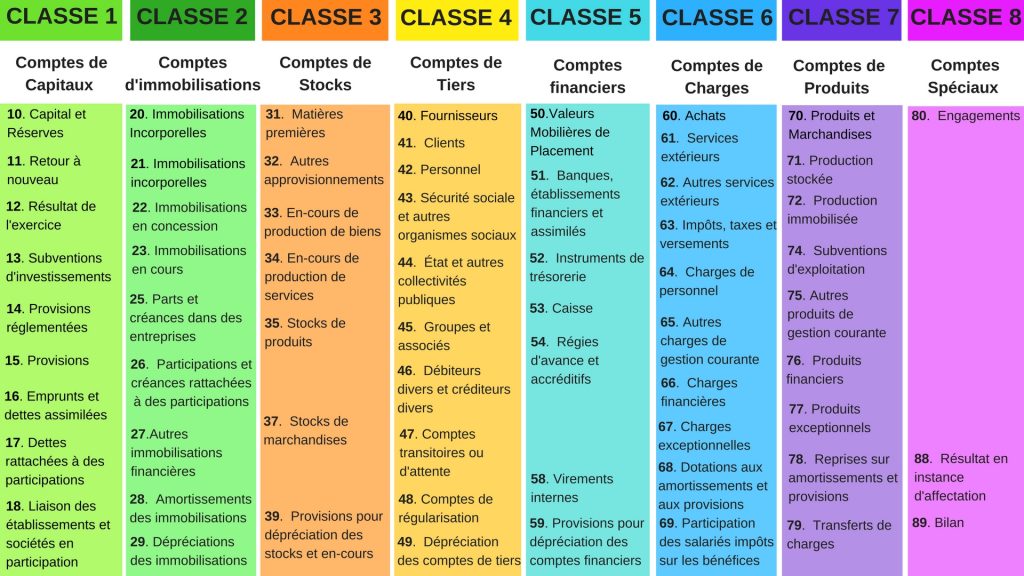 CLASSE 1
Comptes de
Capitaux
10. Capital et
Réserves
11. Retour à
nouveau
12. Résultat de
l'exercice
13. Subventions
d'investissements
14. Provisions
réglementées
15. Provisions
16. Emprunts et
dettes assimilées
17. Dettes
rattachées à des
participations
18. Liaison des
établissements et
sociétés en
participation
CLASSE 2
Comptes
d'immobilisations
20. Immobilisations
Incorporelles
21. Immobilisations
incorporelles
22. Immobilisations
en concession
23. Immobilisations
en cours
25. Parts et
créances dans des
entreprises
26. Participations et
créances rattachées
à des participations
27.Autres
immobilisations
financières
28. Amortissements
des immobilisations
29. Dépréciations
des immobilisations
CLASSE 3
Comptes de
Stocks
31. Matières
premières
32. Autres
approvisionnements
33. En-cours de
production de biens
34. En-cours de
production de
services
35. Stocks de
produits
37. Stocks de
marchandises
39. Provisions pour
dépréciation des
stocks et en-cours
CLASSE 4
Comptes de
Tiers
40. Fournisseurs
41. Clients
42. Personnel
43. Sécurité sociale
et autres
organismes sociaux
44. État et autres
collectivités
publiques
45. Groupes et
associés
46. Débiteurs
divers et créditeurs
divers
47. Comptes
transitoires ou
d'attente
48. Comptes de
régularisation
49. Dépréciation
des comptes de tiers
CLASSE 5
Comptes
financiers
50.Valeurs
Mobilières de
Placement
51. Banques,
établissements
financiers et
assimilés
52. Instruments de
trésorerie
53. Caisse
54. Régies
d'avance et
accréditifs
58. Virements
internes
59. Provisions pour
dépréciation des
comptes financiers
CLASSE 6
Comptes de
Charges
60. Achats
61. Services
extérieurs
62. Autres services
extérieurs
63. Impôts, taxes et
versements
64. Charges de
personnel
65. Autres
charges de
gestion courante
66. Charges
financières
67. Charges
exceptionnelles
68. Dotations aux
amortissements et
aux provisions
69. Participation
des salariés impôts
sur les bénéfices
CLASSE 7
Comptes de
Produits
70. Produits et
Marchandises
71. Production
stockée
72. Production
immobilisée
74. Subventions
d'exploitation
75. Autres
produits de
gestion courante
76. Produits
financiers
77. Produits
exceptionnels
78. Reprises sur
amortissements et
provisions
79. Transferts de
charges
CLASSE 8
Comptes
Spéciaux
80. Engagements
88. Résultat en
instance
d'affectation
89. Bilan